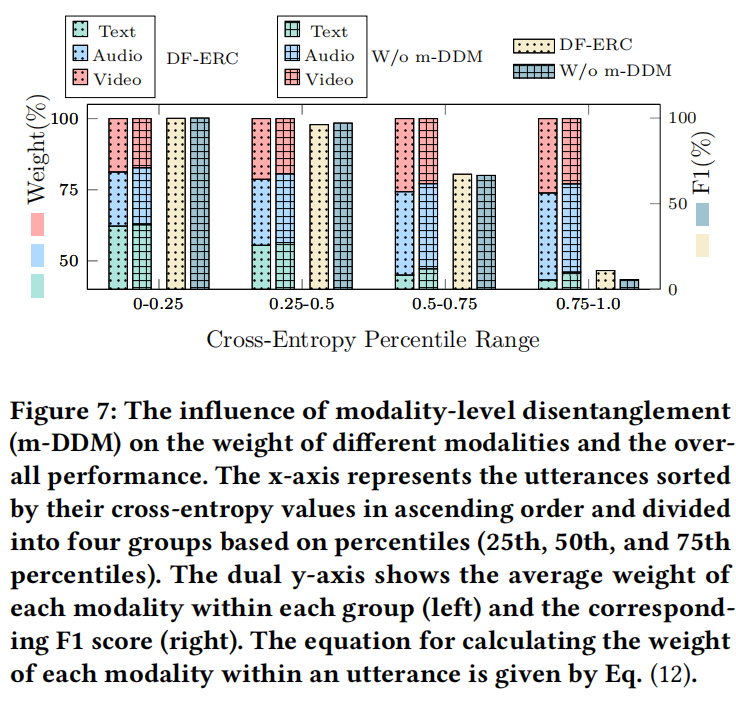 Text
Audio
Video
DF-ERC
Text
Audio
Video
W/o m-DDM
DF-ERC
W/o m-DDM
Weight(%)
100
75
50
F1(%)
100
50
0
0-0.25
0.25-0.5
0.5-0.75
0.75-1.0
Cross-Entropy Percentile Range
Figure 7: The influence of modality-level disentanglement
(m-DDM) on the weight of different modalities and the over-
all performance. The x-axis represents the utterances sorted
by their cross-entropy values in ascending order and divided
into four groups based on percentiles (25th, 50th, and 75th
percentiles). The dual y-axis shows the average weight of
each modality within each group (left) and the correspond-
ing F1 score (right). The equation for calculating the weight
of each modality within an utterance is given by Eq. (12).